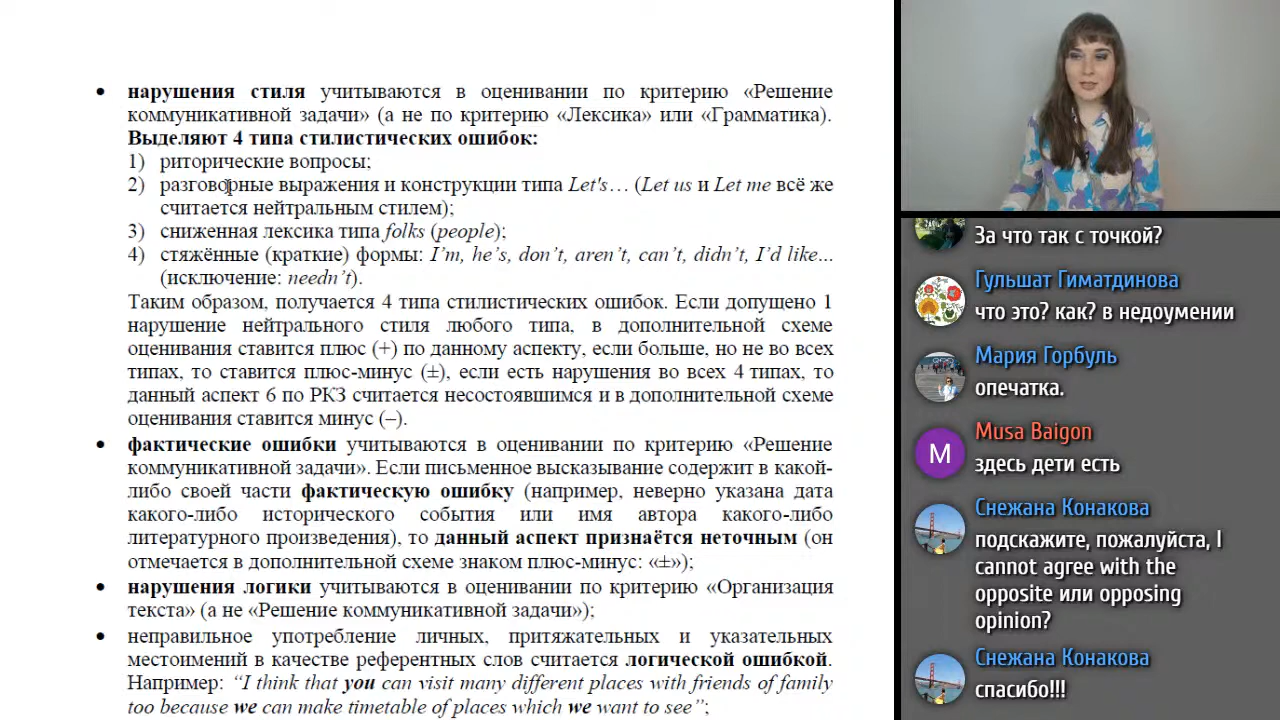 нарушения стиля учитываются в оценивании по критерию «Решение
коммуникативной задачи» (а не по критерию «Лексика» или «Грамматика).
Выделяют 4 типа стилистических ошибок:
1) риторические вопросы;
2) разговорные выражения и конструкции типа Let's… (Let us и Let me всё же
считается нейтральным стилем);
3) сниженная лексика типа folks (people);
4) стяжённые (краткие) формы: I'm, he's, don't, aren't, can't, didn't, I'd like...
(исключение: needn't).
Таким образом, получается 4 типа стилистических ошибок. Если допущено 1
нарушение нейтрального стиля любого типа, в дополнительной схеме
оценивания ставится плюс (+) по данному аспекту, если больше, но не во всех
типах, то ставится плюс-минус (±), если есть нарушения во всех 4 типах, то
данный аспект 6 по РКЗ считается несостоявшимся и в дополнительной схеме
оценивания ставится минус (–).
фактические ошибки учитываются в оценивании по критерию «Решение
коммуникативной задачи». Если письменное высказывание содержит в какой-
либо своей части фактическую ошибку (например, неверно указана дата
какого-либо исторического события или имя автора какого-либо
литературного произведения), то данный аспект признаётся неточным (он
отмечается в дополнительной схеме знаком плюс-минус: «±»);
нарушения логики учитываются в оценивании по критерию «Организация
текста» (а не «Решение коммуникативной задачи»);
неправильное употребление личных, притяжательных и указательных
местоимений в качестве референтных слов считается логической ошибкой.
Например: “I think that you can visit many different places with friends of family
too because we can make timetable of places which we want to see”;
За что так с точкой?
Гульшат Гиматдинова
что это? как? в недоумении
Мария Горбуль
опечатка.
M
Musa Baigon
здесь дети есть
Снежана Конакова
подскажите, пожалуйста, I
cannot agree with the
opposite или opposing
opinion?
Снежана Конакова
спасибо!!!